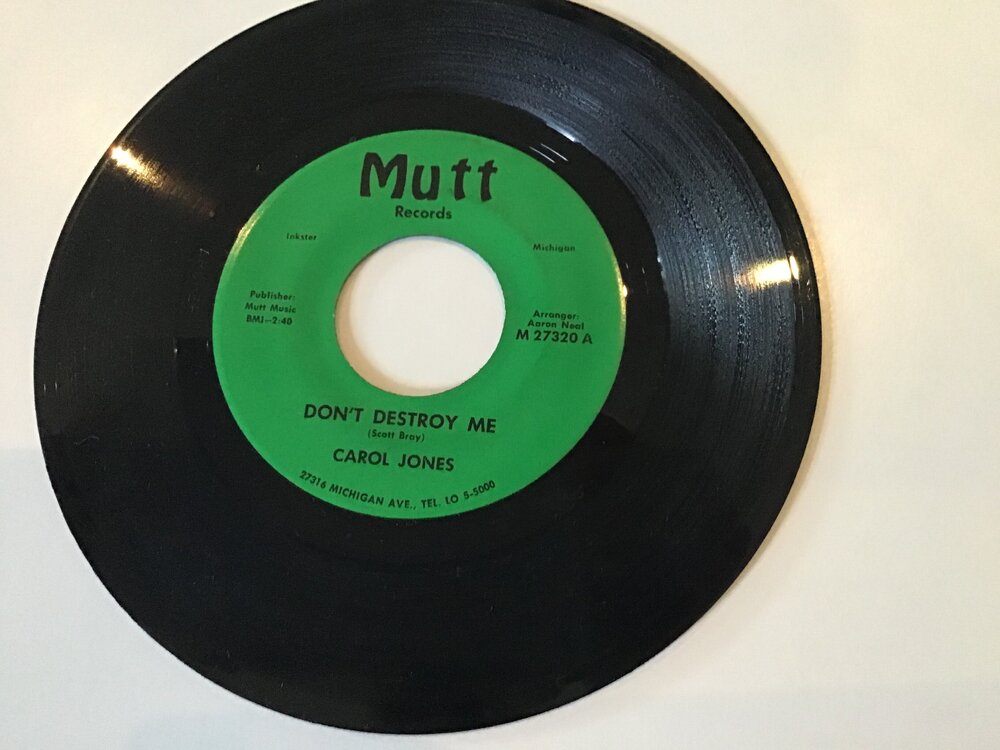 Mutt
Records
Inkster
Michigan
Publisher:
Mutt Music
BMI—2:40
Arranger:
Aaron Neal
M 27320 A
DON'T DESTROY ME
(Scott Bray)
CAROL JONES
27316 MICHIGAN AVE., TEL. LO 5-5000